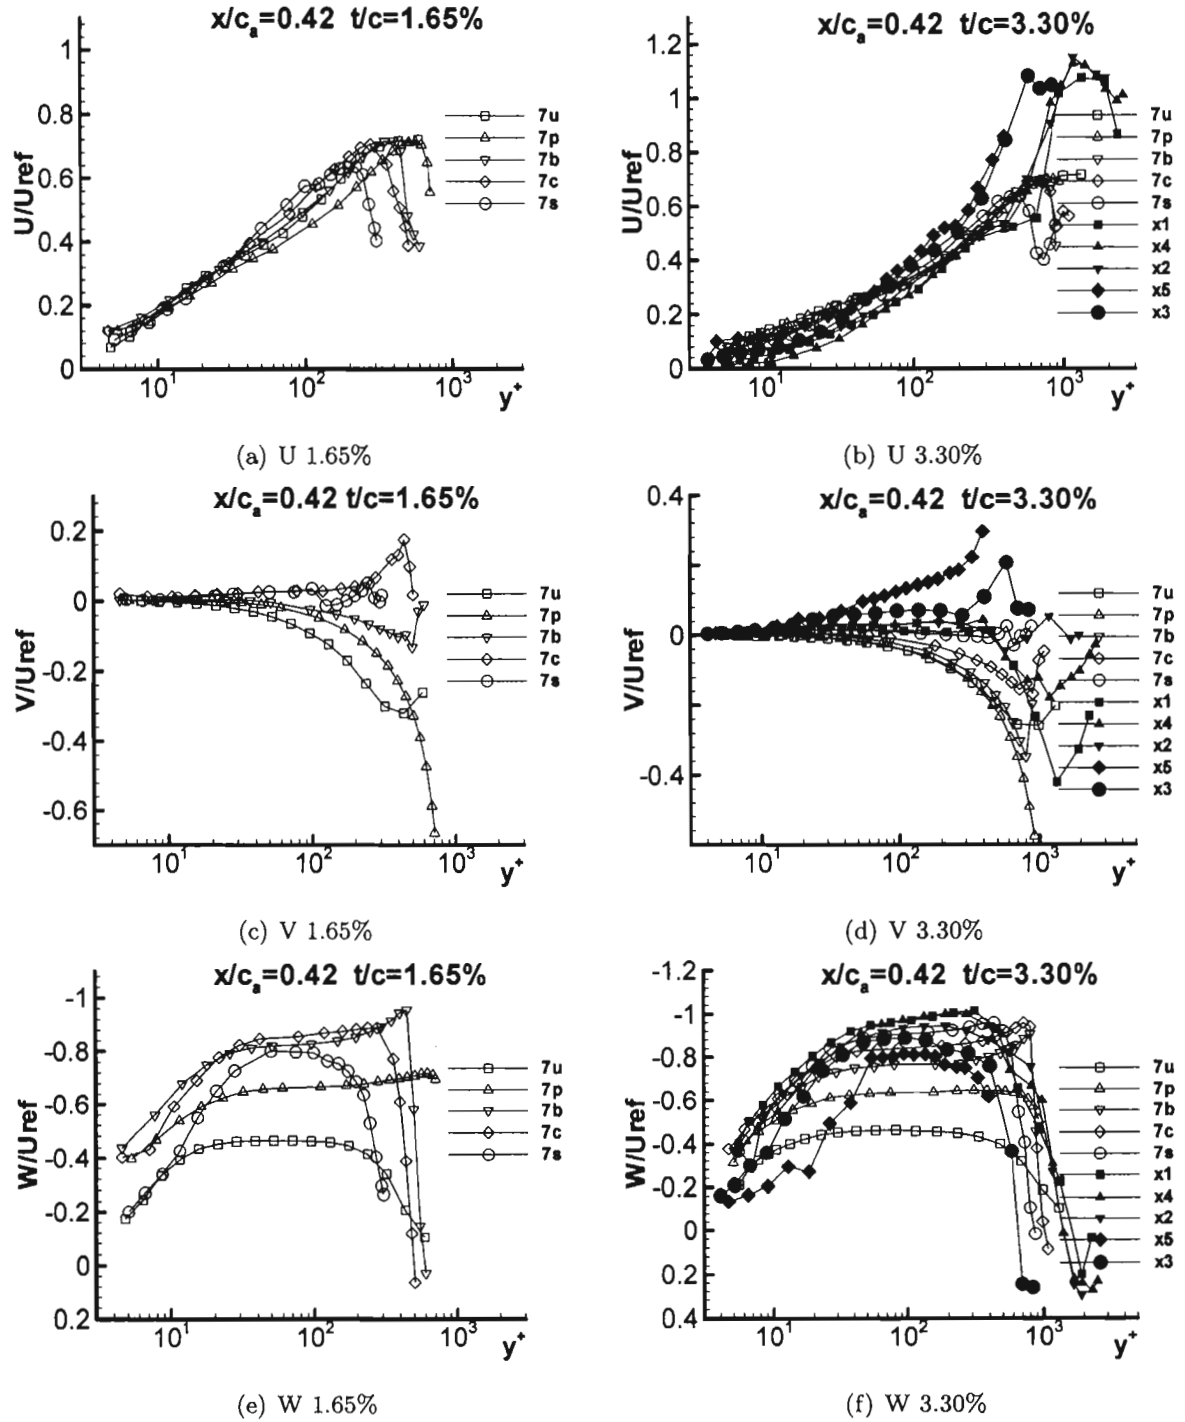 x/cₐ=0.42 t/c=1.65%
U/Uref
1
0.8
0.6
0.4
0.2
0
10¹ 10² 10³
y⁺
7u
7p
7b
7c
7s
(a) U 1.65%
x/cₐ=0.42 t/c=3.30%
U/Uref
1.2
1
0.8
0.6
0.4
0.2
0
10¹ 10² 10³
y⁺
7u
7p
7b
7c
7s
x1
x4
x2
x5
x3
(b) U 3.30%
x/cₐ=0.42 t/c=1.65%
V/Uref
0.2
0
-0.2
-0.4
-0.6
10¹ 10² 10³
y⁺
7u
7p
7b
7c
7s
(c) V 1.65%
x/cₐ=0.42 t/c=3.30%
V/Uref
0.4
0
-0.4
10¹ 10² 10³
y⁺
7u
7p
7b
7c
7s
x1
x4
x2
x5
x3
(d) V 3.30%
x/cₐ=0.42 t/c=1.65%
W/Uref
-1
-0.8
-0.6
-0.4
-0.2
0
0.2
10¹ 10² 10³
y⁺
7u
7p
7b
7c
7s
(e) W 1.65%
x/cₐ=0.42 t/c=3.30%
W/Uref
-1.2
-1
-0.8
-0.6
-0.4
-0.2
0
0.2
0.4
10¹ 10² 10³
y⁺
7u
7p
7b
7c
7s
x1
x4
x2
x5
x3
(f) W 3.30%